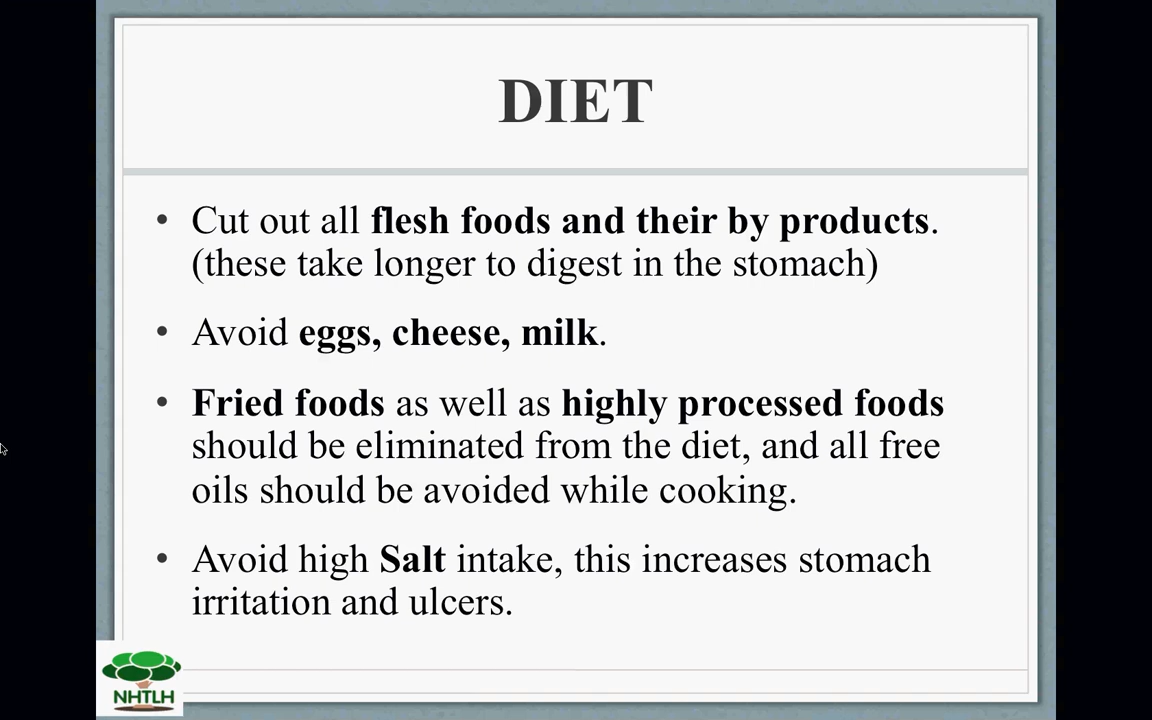 DIET
• Cut out all flesh foods and their by products.
(these take longer to digest in the stomach)
• Avoid eggs, cheese, milk.
• Fried foods as well as highly processed foods
should be eliminated from the diet, and all free
oils should be avoided while cooking.
• Avoid high Salt intake, this increases stomach
irritation and ulcers.
NHTLH